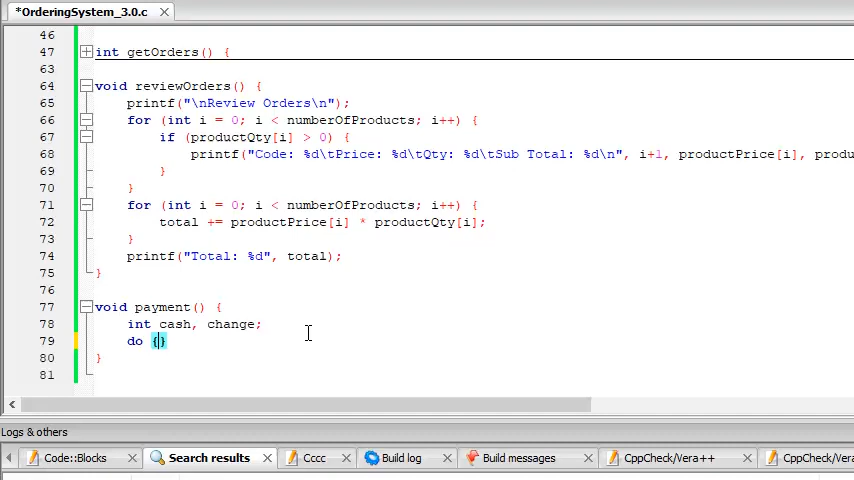 *OrderingSystem_3.0.c
46
47 int getOrders() {
63
64 void reviewOrders() {
65 printf("\nReview Orders\n");
66 for (int i = 0; i < numberOfProducts; i++) {
67 if (productQty[i] > 0) {
68 printf("Code: %d\tPrice: %d\tQty: %d\tSub Total: %d\n", i+1, productPrice[i], produ
69 }
70 }
71 for (int i = 0; i < numberOfProducts; i++) {
72 total += productPrice[i] * productQty[i];
73 }
74 printf("Total: %d", total);
75 }
76
77 void payment() {
78 int cash, change;
79 do {}
80 }
81
Logs & others
Code::Blocks Search results Cccc Build log Build messages CppCheck/Vera++ CppCheck/Vera